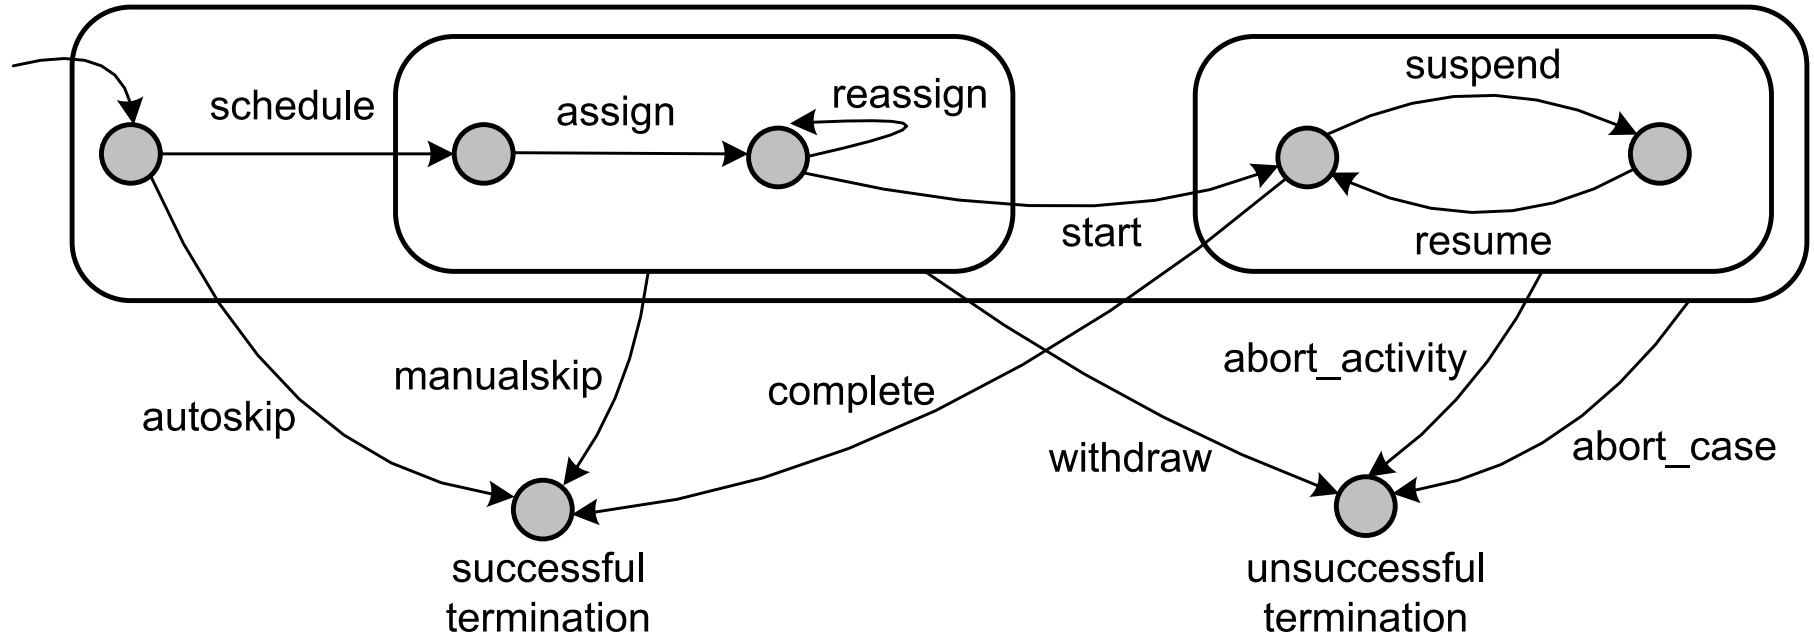 suspend
reassign
schedule
assign
start
resume
abort_activity
manualskip
complete
autoskip
abort_case
withdraw
successful
termination
unsuccessful
termination